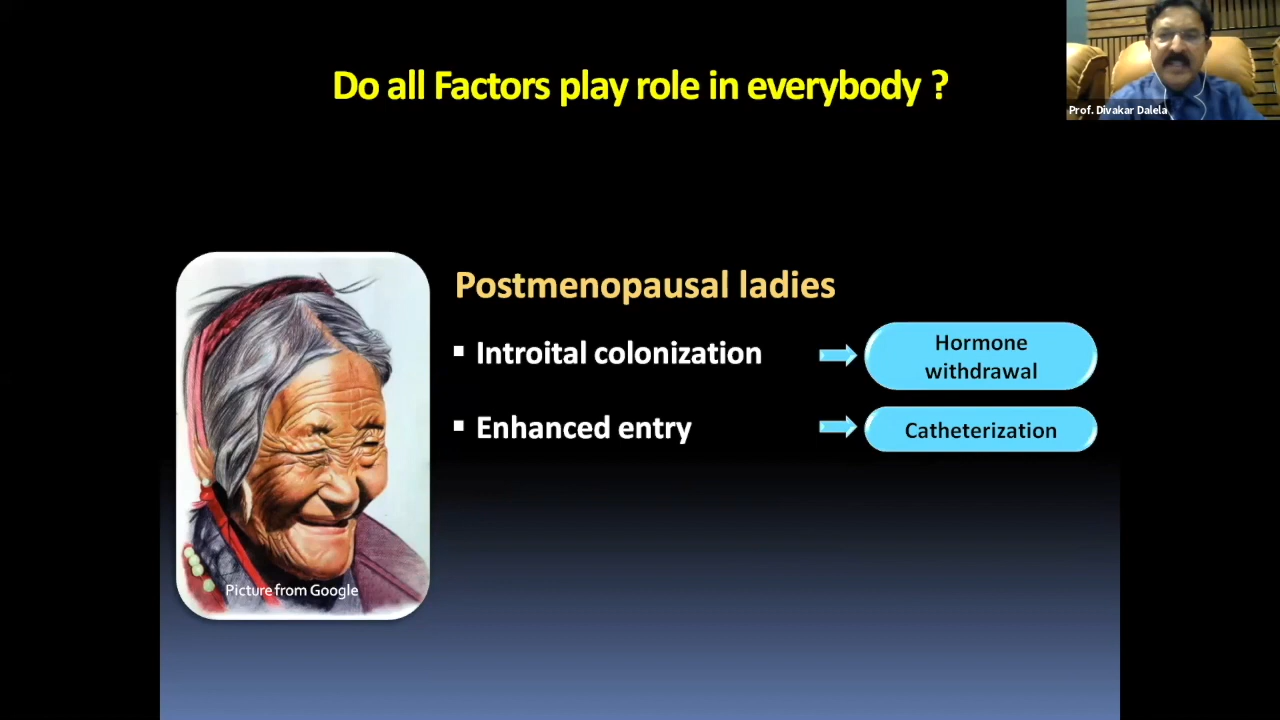 Do all Factors play role in everybody ?
Prof. Divakar Dalela
Postmenopausal ladies
▪ Introital colonization
Hormone
withdrawal
▪ Enhanced entry
Catheterization
Picture from Google